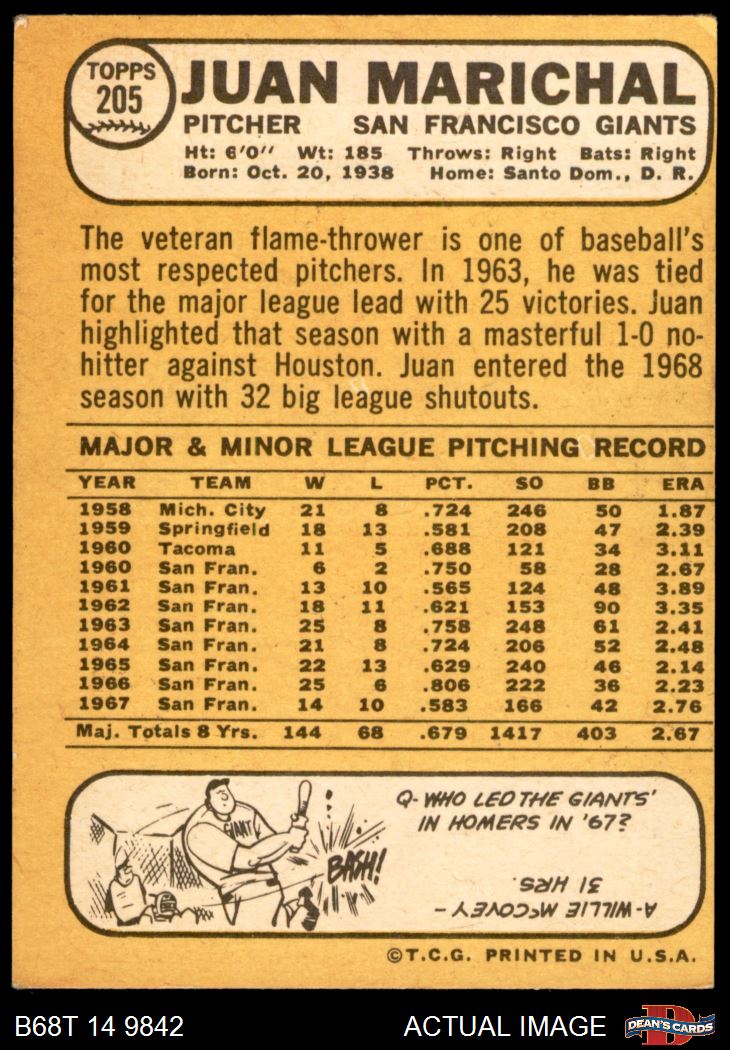 TOPPS
205
JUAN MARICHAL
PITCHER SAN FRANCISCO GIANTS
Ht: 6'0" Wt: 185 Throws: Right Bats: Right
Born: Oct. 20, 1938 Home: Santo Dom., D. R.
The veteran flame-thrower is one of baseball's
most respected pitchers. In 1963, he was tied
for the major league lead with 25 victories. Juan
highlighted that season with a masterful 1-0 no-
hitter against Houston. Juan entered the 1968
season with 32 big league shutouts.
MAJOR & MINOR LEAGUE PITCHING RECORD
YEAR TEAM W L PCT. SO BB ERA
1958 Mich. City 21 8 .724 246 50 1.87
1959 Springfield 18 13 .581 208 47 2.39
1960 Tacoma 11 5 .688 121 34 3.11
1960 San Fran. 6 2 .750 58 28 2.67
1961 San Fran. 13 10 .565 124 48 3.89
1962 San Fran. 18 11 .621 153 90 3.35
1963 San Fran. 25 8 .758 248 61 2.41
1964 San Fran. 21 8 .724 206 52 2.48
1965 San Fran. 22 13 .629 240 46 2.14
1966 San Fran. 25 6 .806 222 36 2.23
1967 San Fran. 14 10 .583 166 42 2.76
Maj. Totals 8 Yrs. 144 68 .679 1417 403 2.67
GIANT
BASH!
Q- WHO LED THE GIANTS'
IN HOMERS IN '67?
A- WILLIE McCOVEY -
31 HRS.
©T.C.G. PRINTED IN U.S.A.
B68T 14 9842 ACTUAL IMAGE
D
DEAN'S CARDS